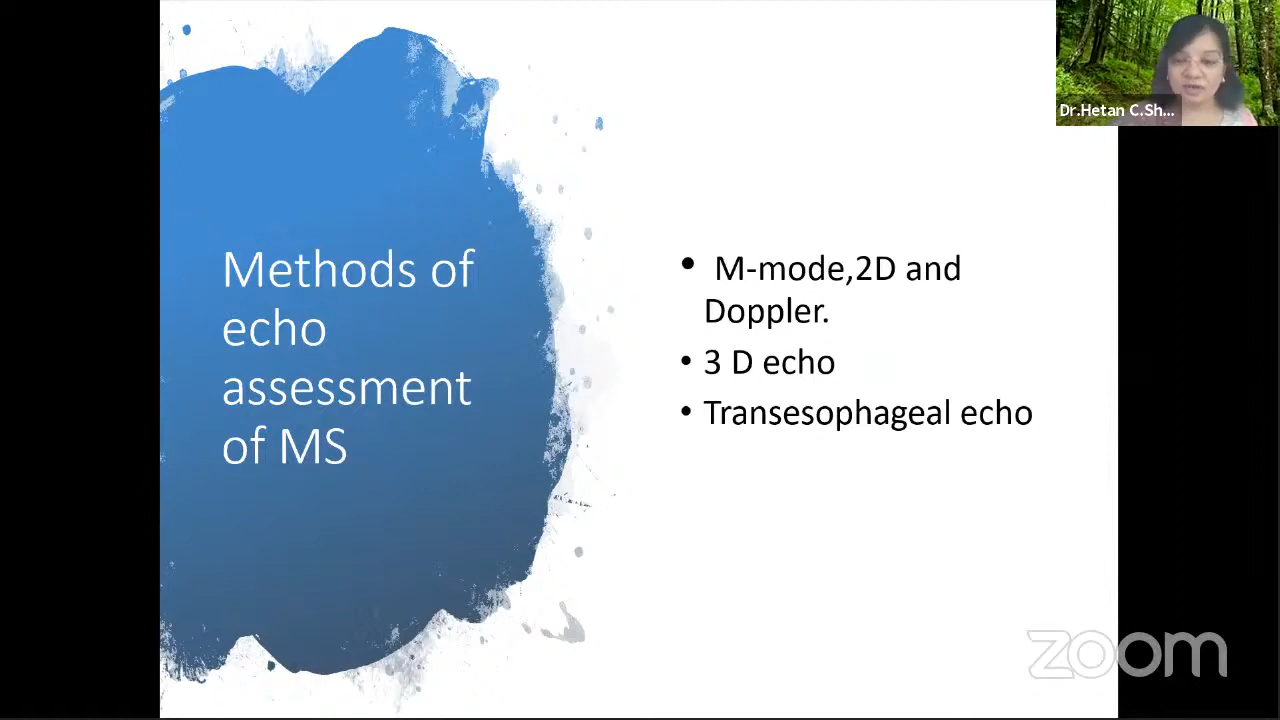 Methods of
echo
assessment
of MS
• M-mode,2D and
Doppler.
• 3 D echo
• Transesophageal echo
Dr.Hetan C.Sh...
zoom